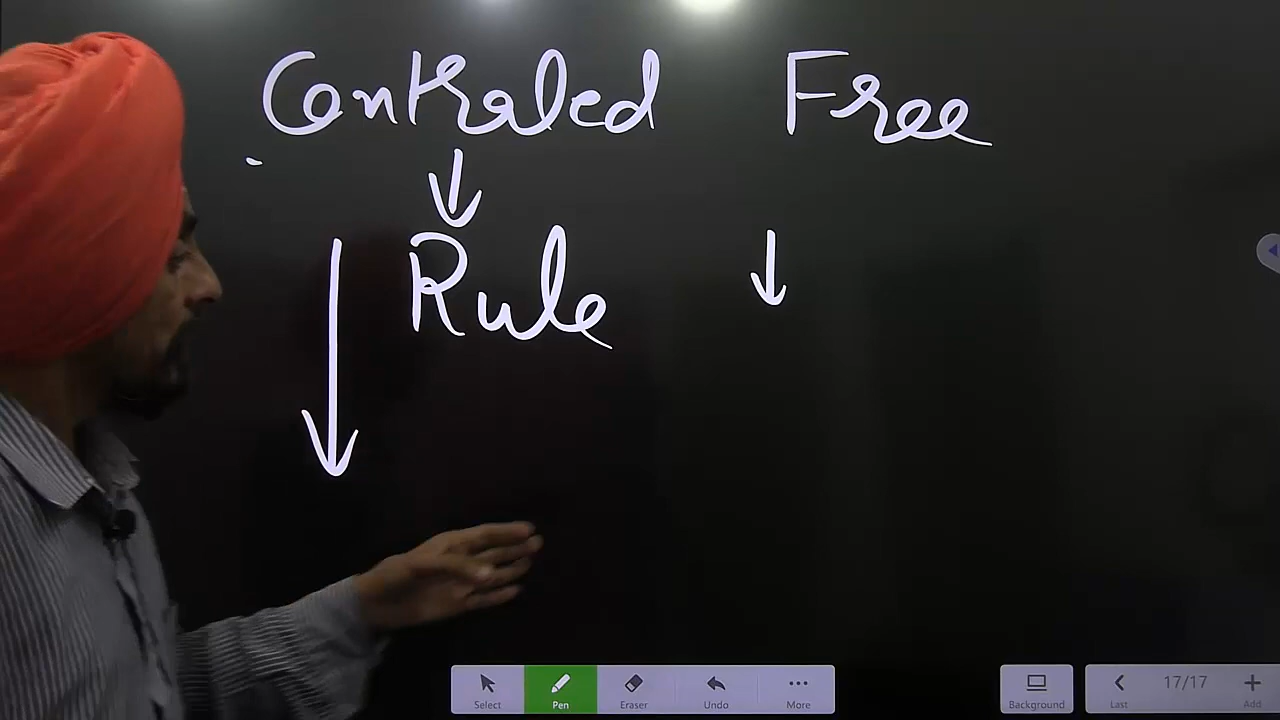 Contraled Free
Rule
Select Pen Eraser Undo More Background 17/17 Last Add